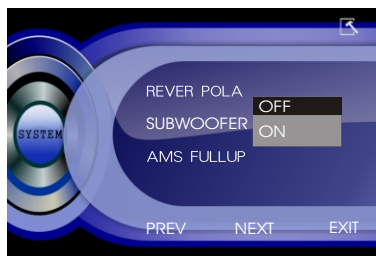 REVER POLA
OFF
SUBWOOFER
ON
SYSTEM
AMS FULLUP
PREV NEXT EXIT